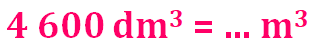 4 600 dm³ = ... m³